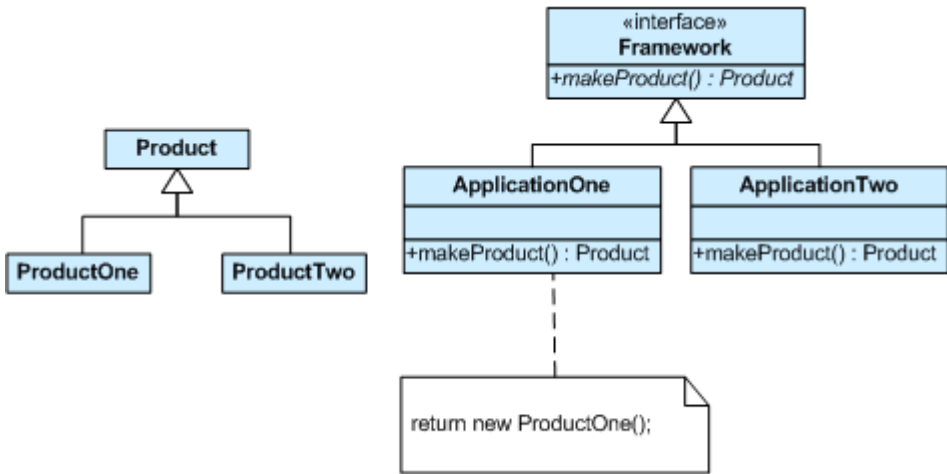 «interface»
Framework
+makeProduct() : Product
Product
ProductOne
ProductTwo
ApplicationOne
+makeProduct() : Product
ApplicationTwo
+makeProduct() : Product
return new ProductOne();